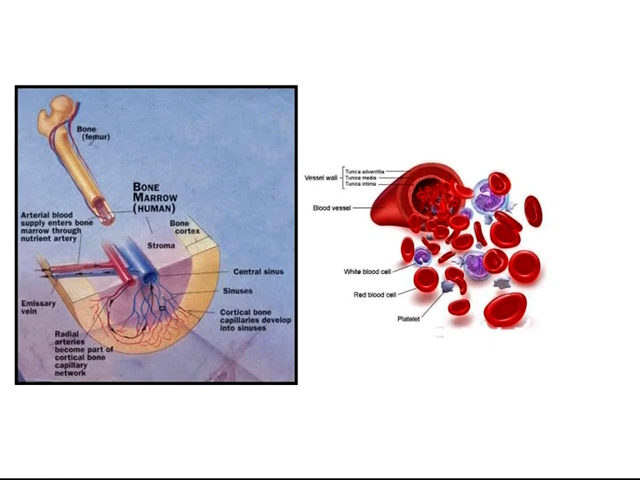 Bone
(femur)
BONE
MARROW
(HUMAN)
Arterial blood
supply enters bone
marrow through
nutrient artery
Bone
cortex
Stroma
Central sinus
Sinuses
Emissary
vein
Cortical bone
capillaries develop
into sinuses
Radial
arteries
become part of
cortical bone
capillary
network
Vessel wall
Tunica adventitia
Tunica media
Tunica intima
Blood vessel
White blood cell
Red blood cell
Platelet